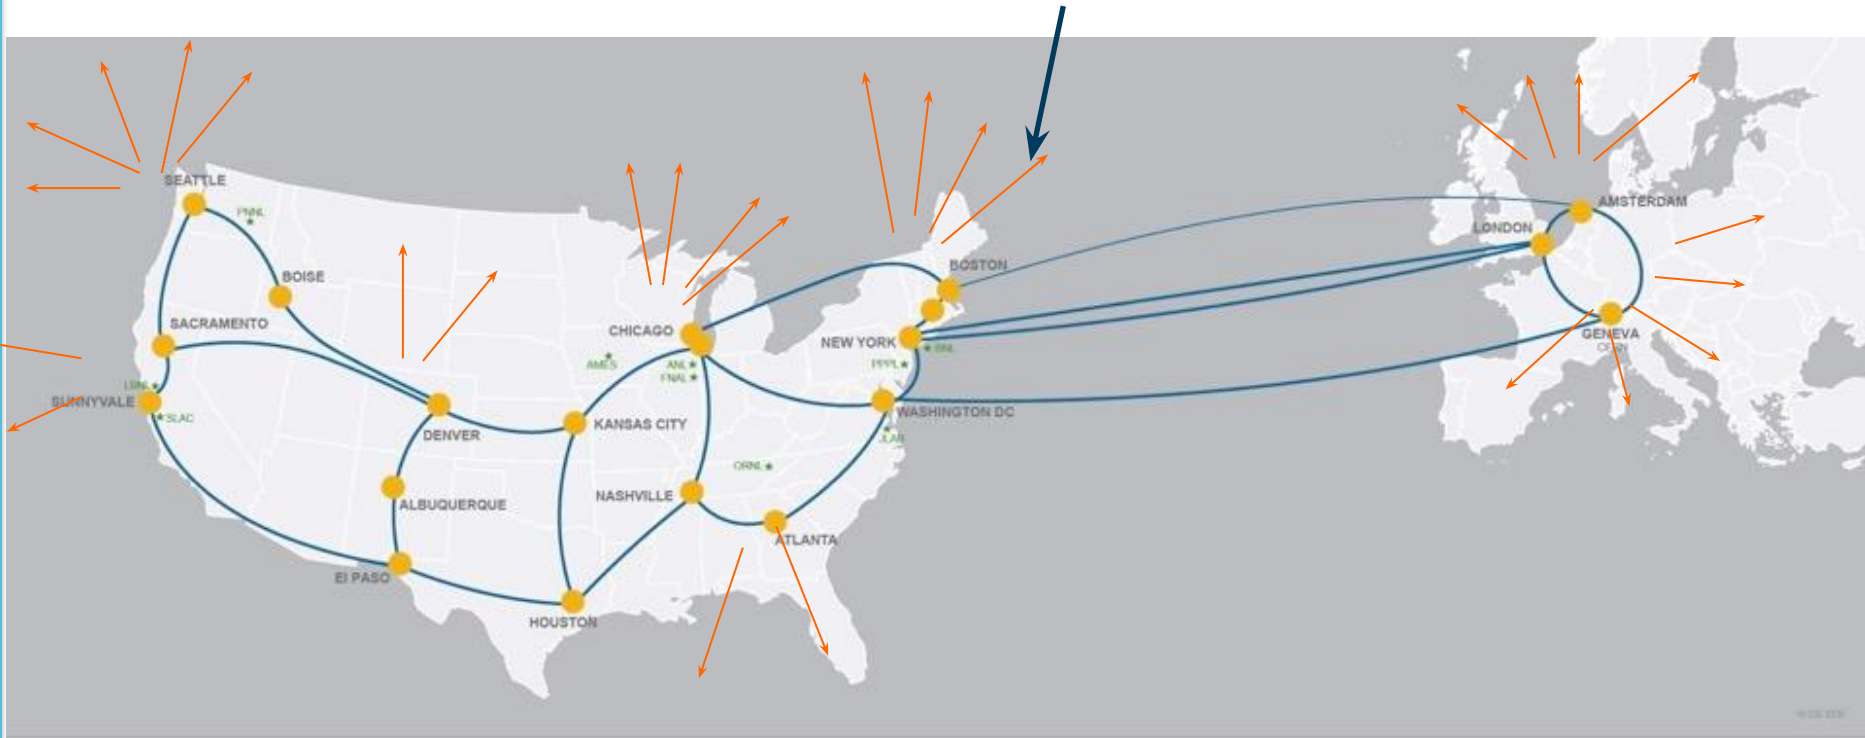 SEATTLE
PNNL
BOISE
SACRAMENTO
LBNL
SUNNYVALE
SLAC
DENVER
ALBUQUERQUE
El PASO
HOUSTON
KANSAS CITY
AMES
CHICAGO
ANL
FNAL
NASHVILLE
ORNL
ATLANTA
BOSTON
NEW YORK
BNL
PPPL
WASHINGTON DC
JLAB
AMSTERDAM
LONDON
GENEVA
CERN